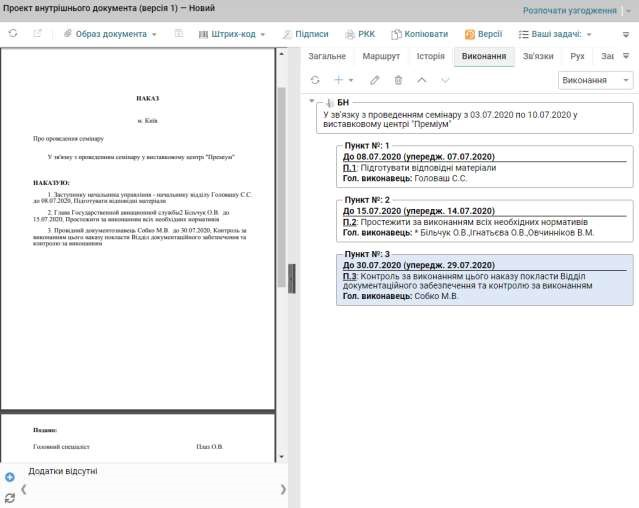 Проект внутрішнього документа (версія 1) — Новий
Розпочати узгодження
Образ документа
Штрих-код
Підписи
РКК
Копіювати
Версії
Ваші задачі:
Загальне Маршрут Історія Виконання Зв'язки Рух Заг
Виконання
НАКАЗ
м. Київ
Про проведення семінару
У зв'язку з проведенням семінару у виставковому центрі "Преміум"
НАКАЗУЮ:
1. Заступнику начальника управління - начальнику відділу Головашу С.С.
до 08.07.2020, Підготувати відповідні матеріали
2. Глава Государственной авиационной службы2 Більчук О.В. до
15.07.2020, Простежити за виконанням всіх необхідних нормативів
3. Провідний документознавець Собко М.В. до 30.07.2020, Контроль за
виконанням цього наказу покласти Відділ документаційного забезпечення та
контролю за виконанням
Подано:
Головний спеціаліст
О.В.
Додатки відсутні
БН
У зв'язку з проведенням семінару з 03.07.2020 по 10.07.2020 у
виставковому центрі "Преміум"
Пункт №: 1
До 08.07.2020 (упередж. 07.07.2020)
П.1: Підготувати відповідні матеріали
Гол. виконавець: Головаш С.С.
Пункт №: 2
До 15.07.2020 (упередж. 14.07.2020)
П.2: Простежити за виконанням всіх необхідних нормативів
Гол. виконавець: * Більчук О.В.,Ігнатьєва О.В.,Овчинніков В.М.
Пункт №: 3
До 30.07.2020 (упередж. 29.07.2020)
П.3: Контроль за виконанням цього наказу покласти Відділ
документаційного забезпечення та контролю за виконанням
Гол. виконавець: Собко М.В.